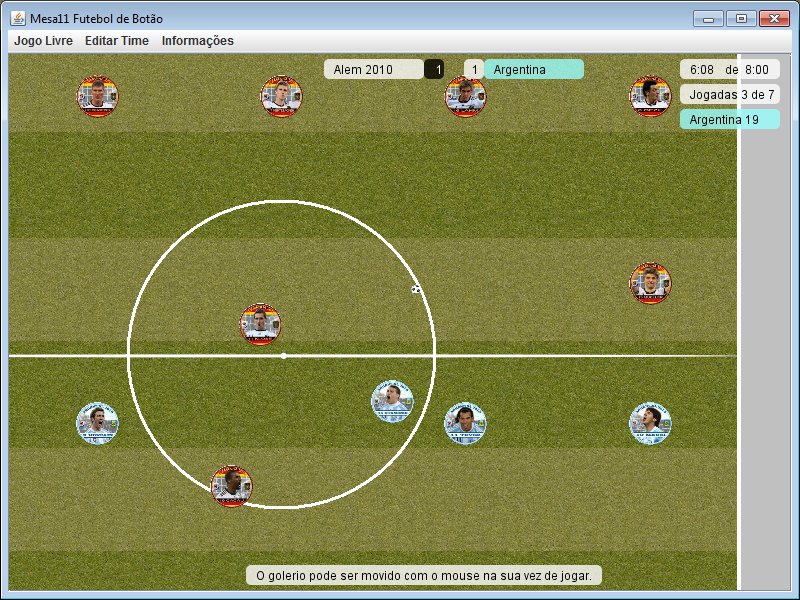 Mesa11 Futebol de Botão
Jogo Livre Editar Time Informações
Alem 2010 1 1 Argentina
6:08 de 8:00
Jogadas 3 de 7
Argentina 19
O golerio pode ser movido com o mouse na sua vez de jogar.